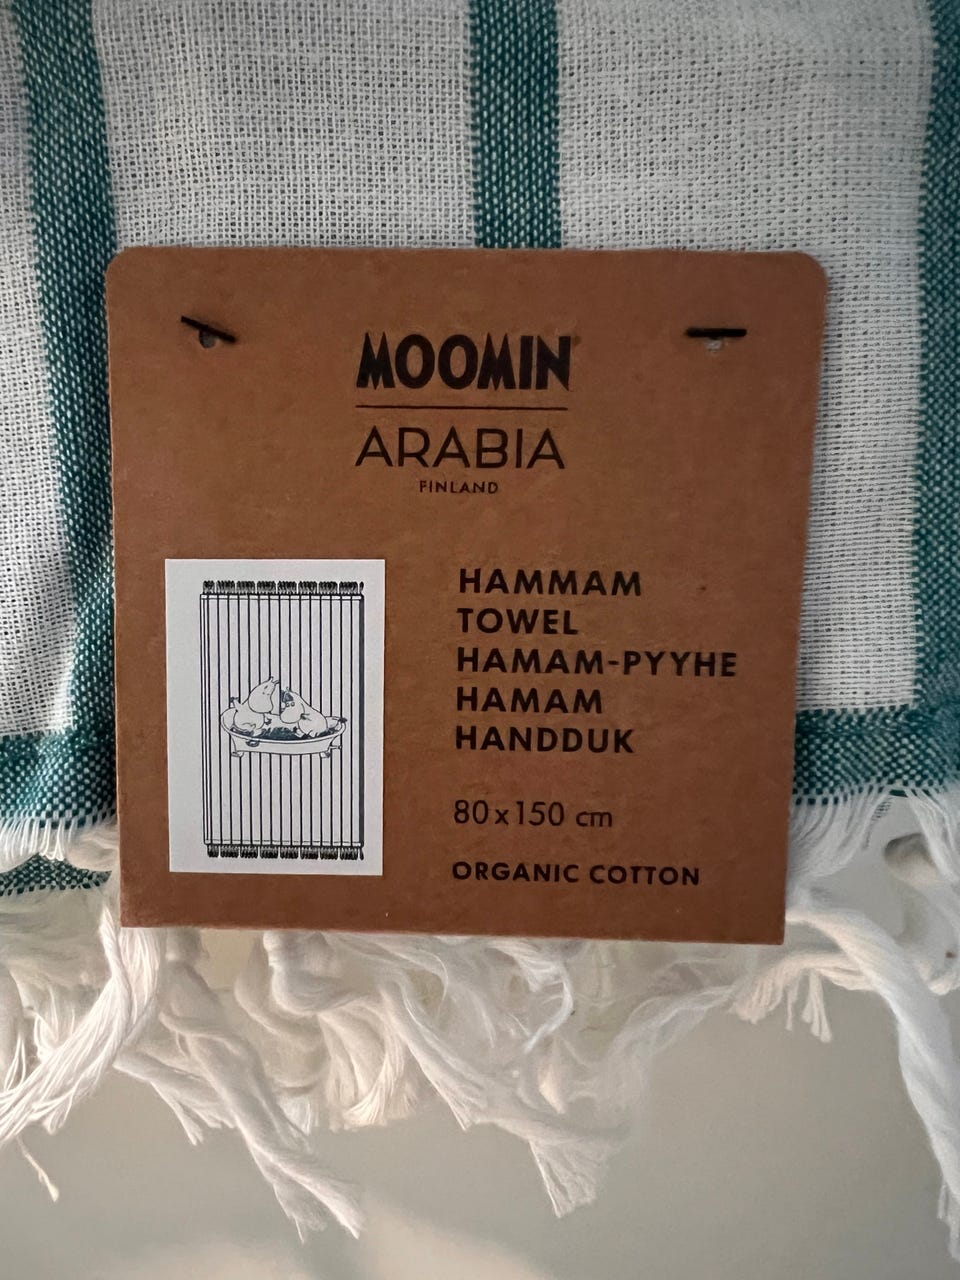 MOOMIN
ARABIA
FINLAND
HAMMAM
TOWEL
HAMAM-PYYHE
HAMAM
HANDDUK
80x150 cm
ORGANIC COTTON